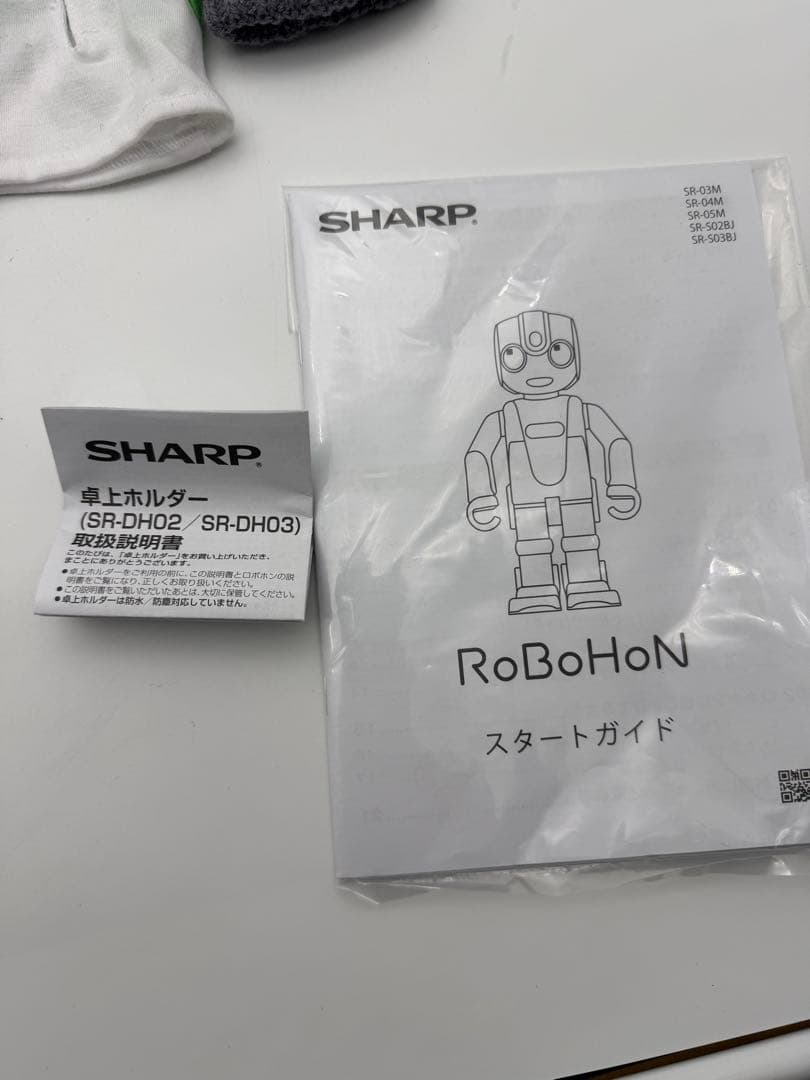 SHARP
卓上ホルダー
(SR-DH02/SR-DH03)
取扱説明書
このたびは、「卓上ホルダー」をお買い上げいただき、
まことにありがとうございます。
●卓上ホルダーをご利用の前に、この説明書とロボホンの説
明書をご覧になり、正しくお取り扱いください。
●この説明書をご覧いただいたあとは、大切に保管してください。
●卓上ホルダーは防水/防塵対応していません。
SHARP
SR-03M
SR-04M
SR-05M
SR-S02BJ
SR-S03BJ
RoBoHoN
スタートガイド